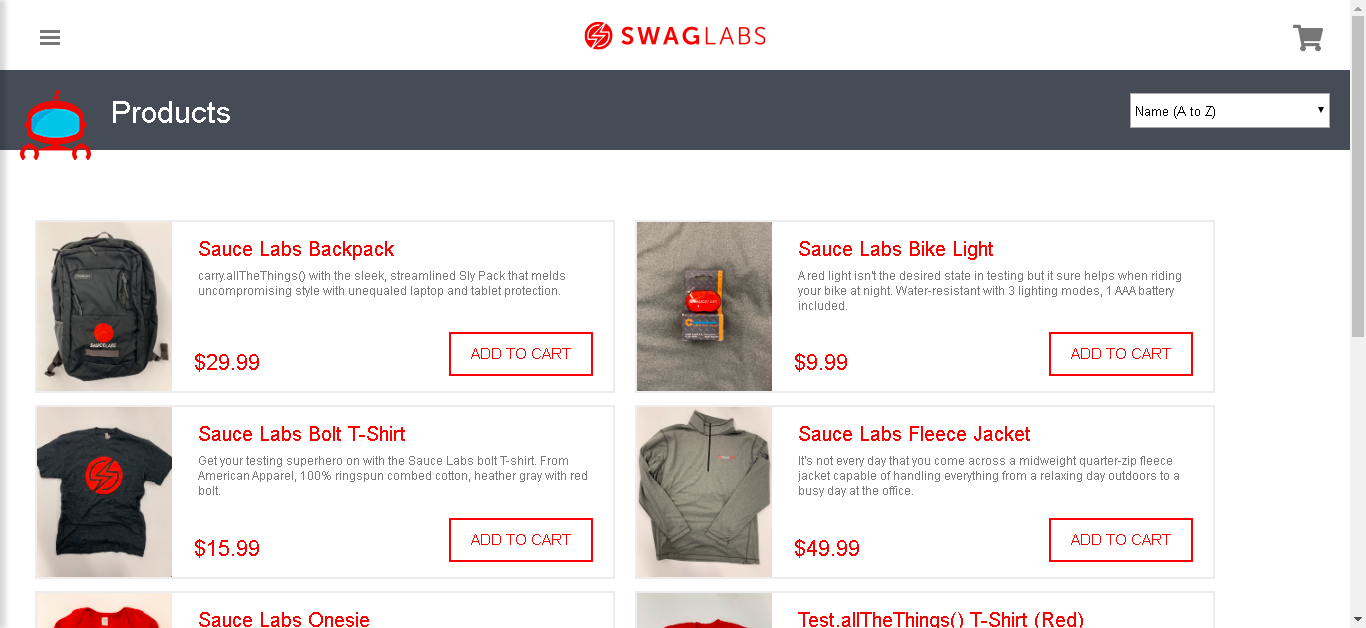 SWAGLABS
Products
Name (A to Z)
Sauce Labs Backpack
carry.allTheThings() with the sleek, streamlined Sly Pack that melds
uncompromising style with unequaled laptop and tablet protection.
$29.99
ADD TO CART
Sauce Labs Bike Light
A red light isn't the desired state in testing but it sure helps when riding
your bike at night. Water-resistant with 3 lighting modes, 1 AAA battery
included.
$9.99
ADD TO CART
Sauce Labs Bolt T-Shirt
Get your testing superhero on with the Sauce Labs bolt T-shirt. From
American Apparel, 100% ringspun combed cotton, heather gray with red
bolt.
$15.99
ADD TO CART
Sauce Labs Fleece Jacket
It's not every day that you come across a midweight quarter-zip fleece
jacket capable of handling everything from a relaxing day outdoors to a
busy day at the office.
$49.99
ADD TO CART
Sauce Labs Onesie
Test.allTheThings() T-Shirt (Red)
SAUCELABS